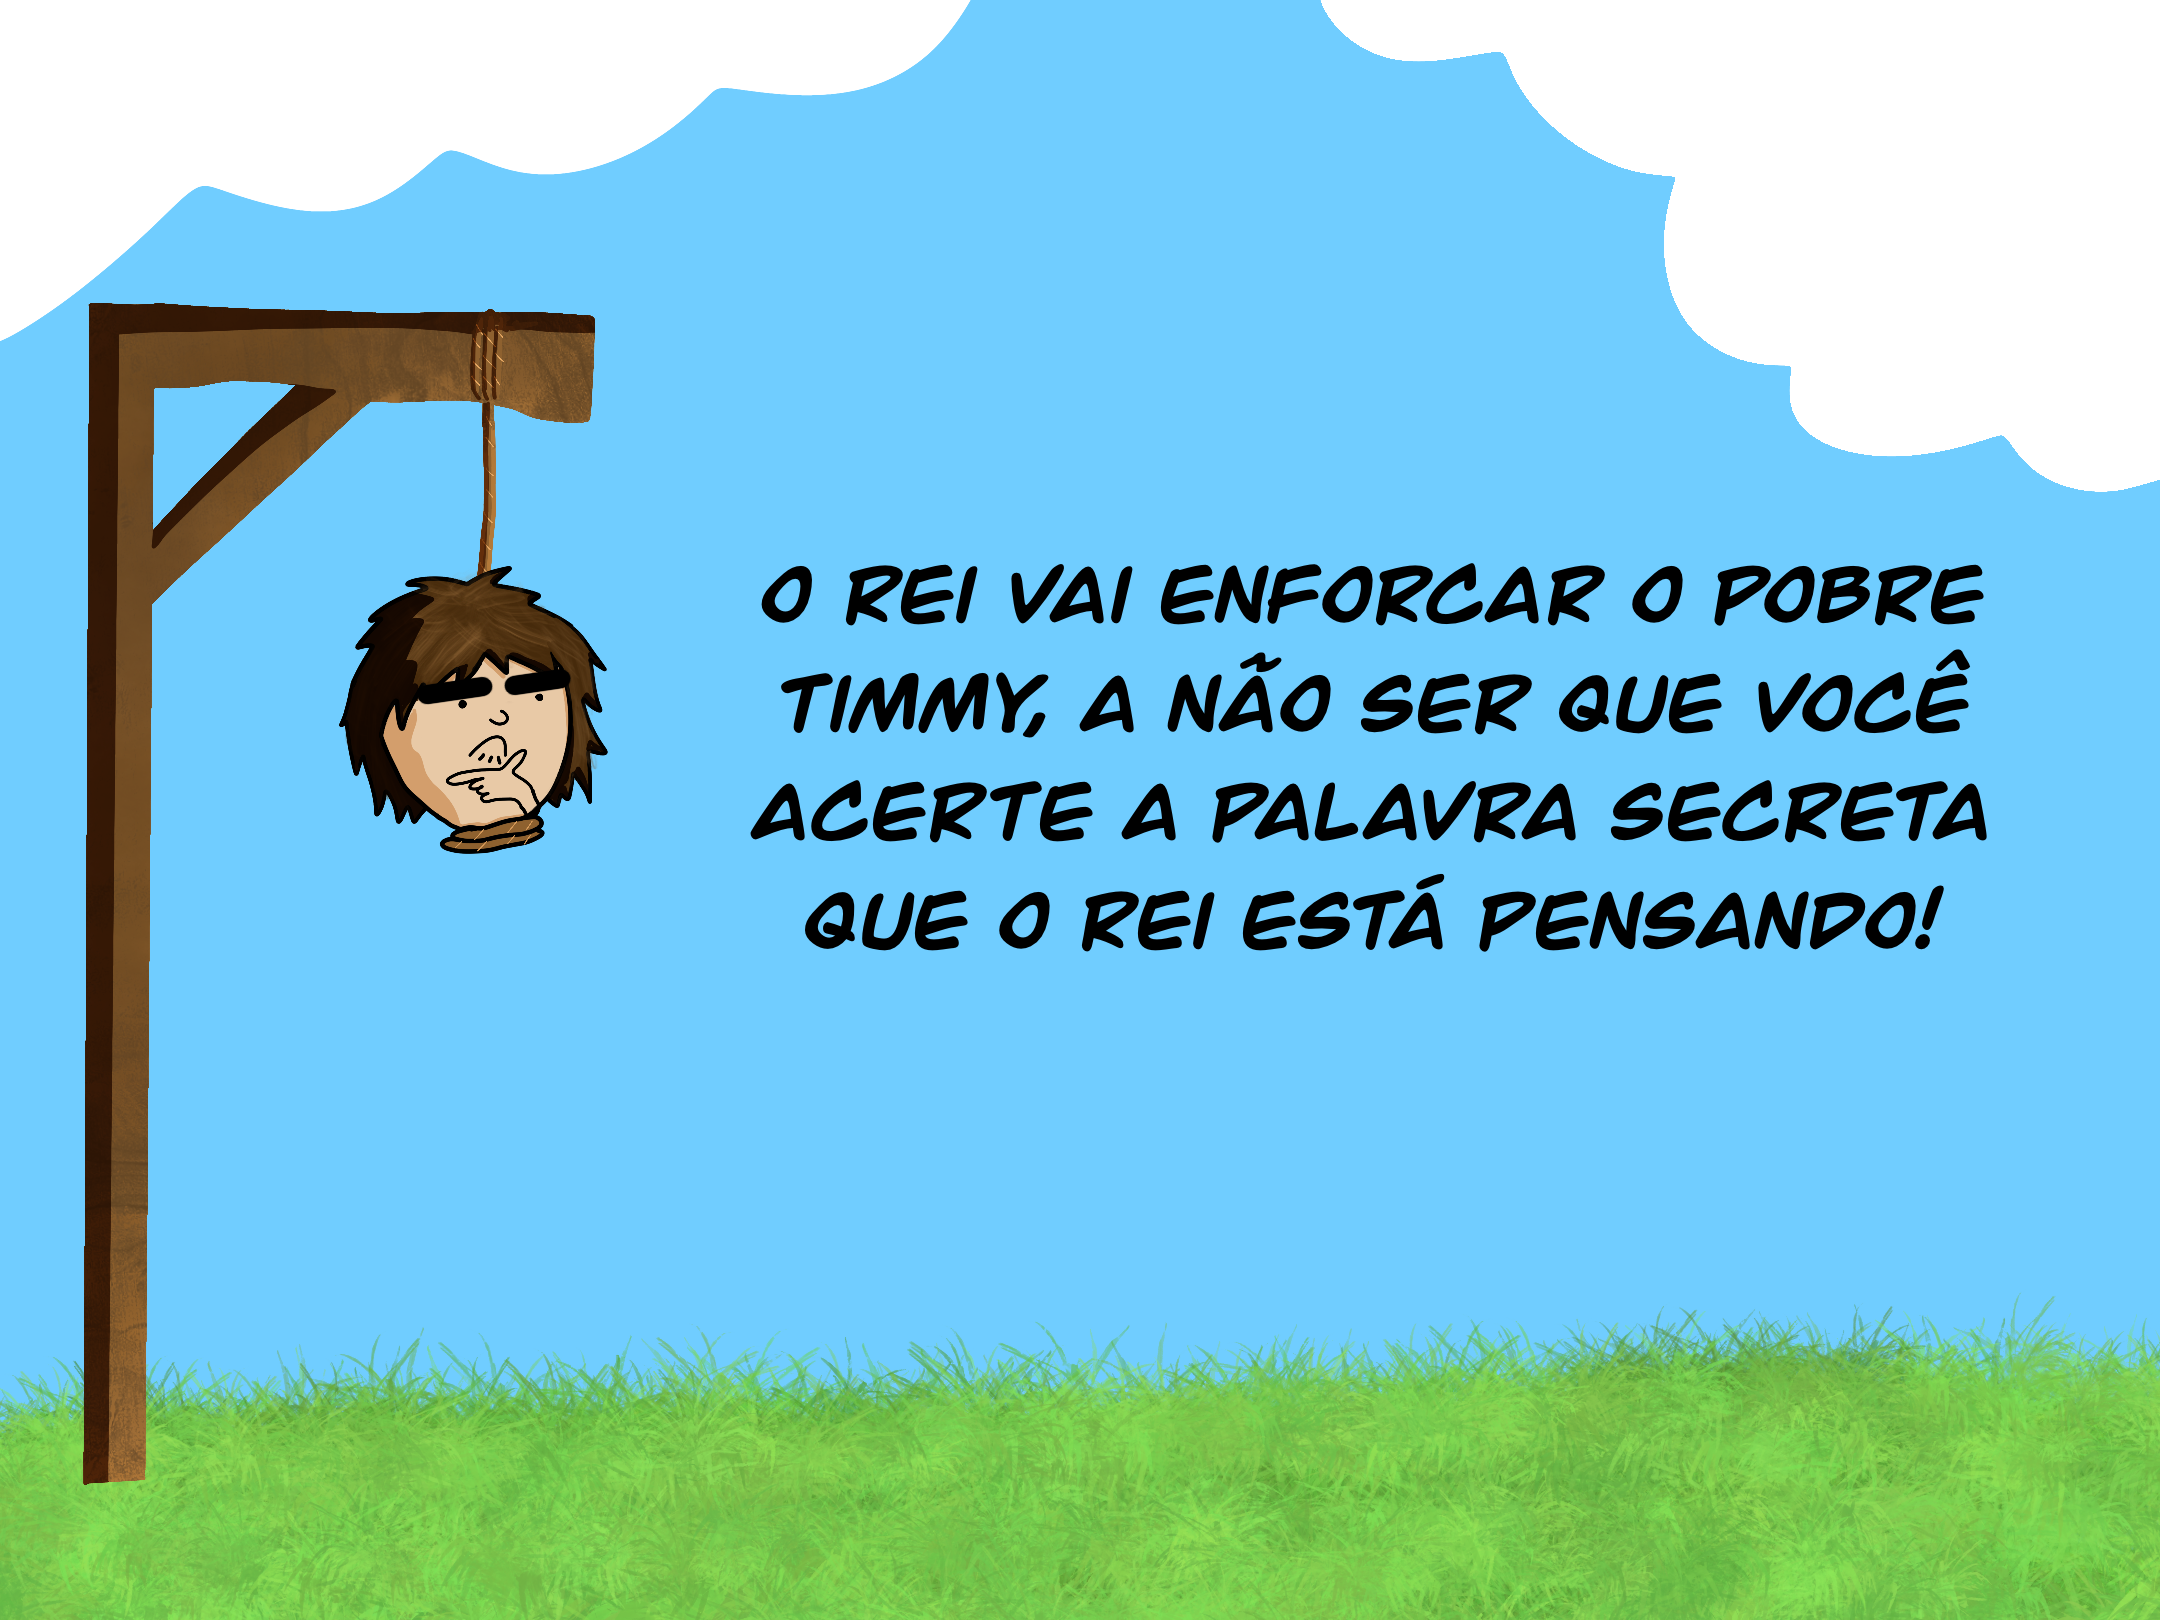 O REI VAI ENFORCAR O POBRE
TIMMY, A NÃO SER QUE VOCÊ
ACERTE A PALAVRA SECRETA
QUE O REI ESTÁ PENSANDO!